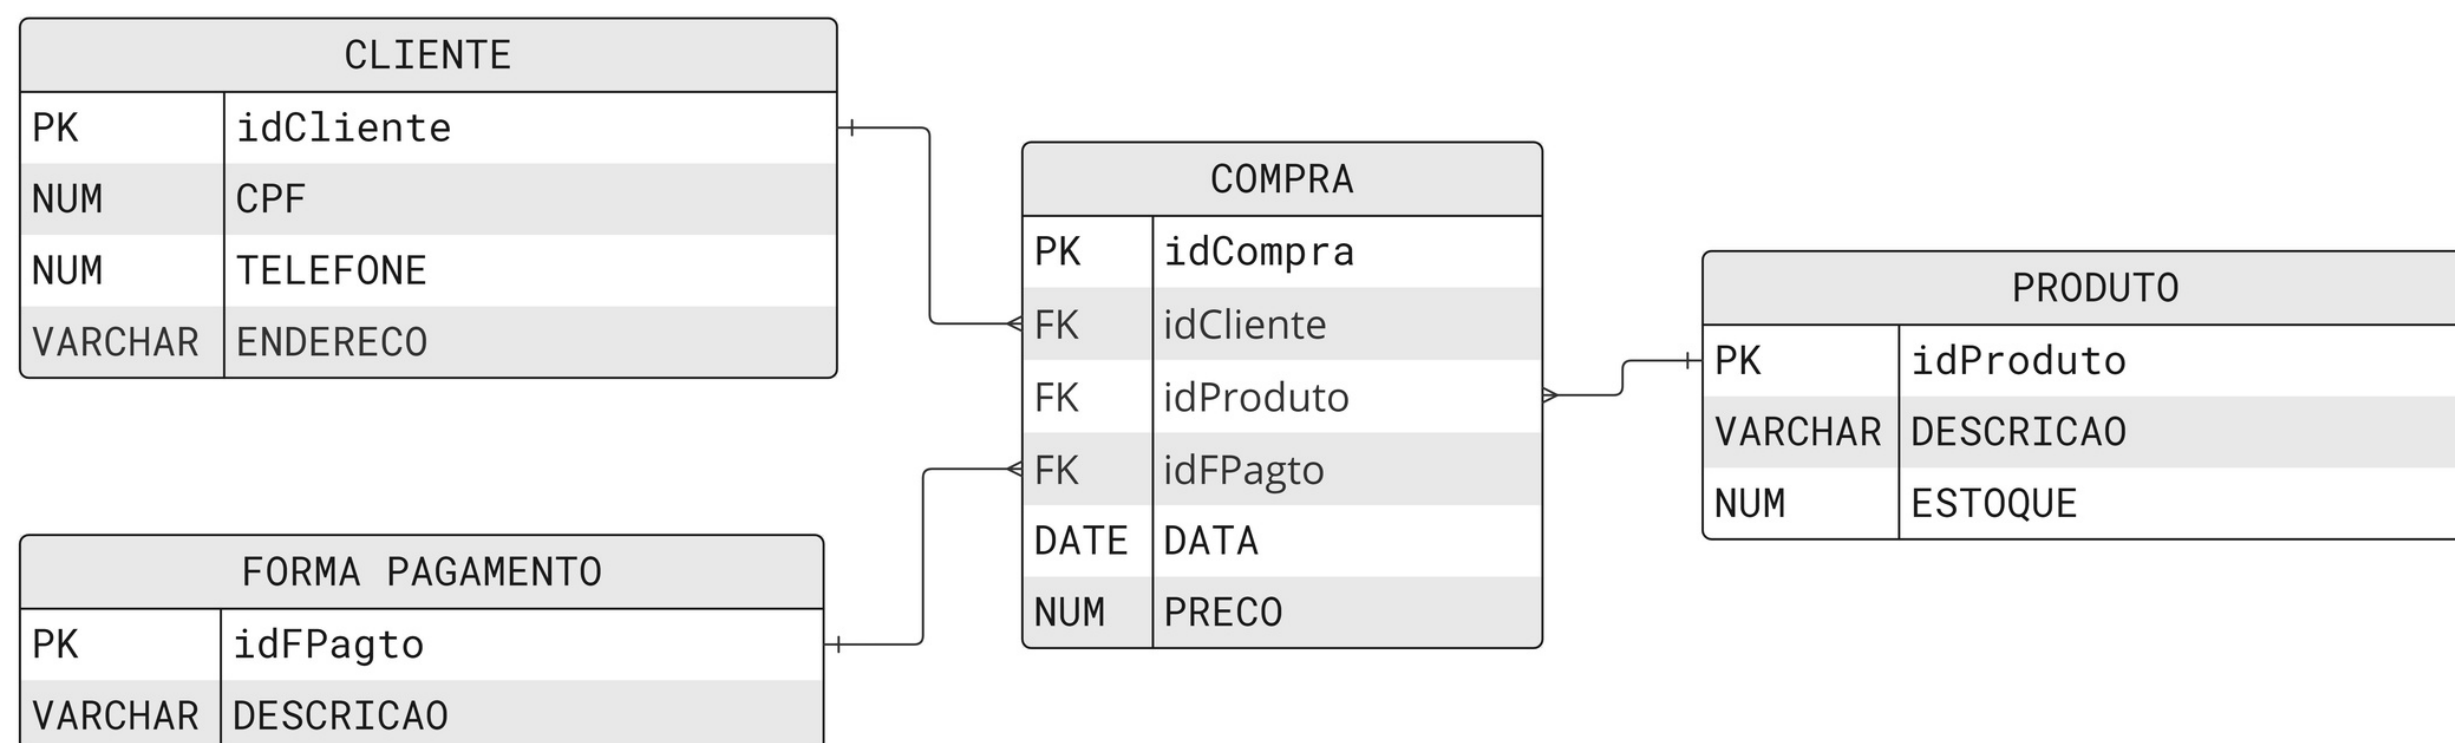 CLIENTE
PK idCliente
NUM CPF
NUM TELEFONE
VARCHAR ENDERECO
FORMA PAGAMENTO
PK idFPagto
VARCHAR DESCRICAO
COMPRA
PK idCompra
FK idCliente
FK idProduto
FK idFPagto
DATE DATA
NUM PRECO
PRODUTO
PK idProduto
VARCHAR DESCRICAO
NUM ESTOQUE